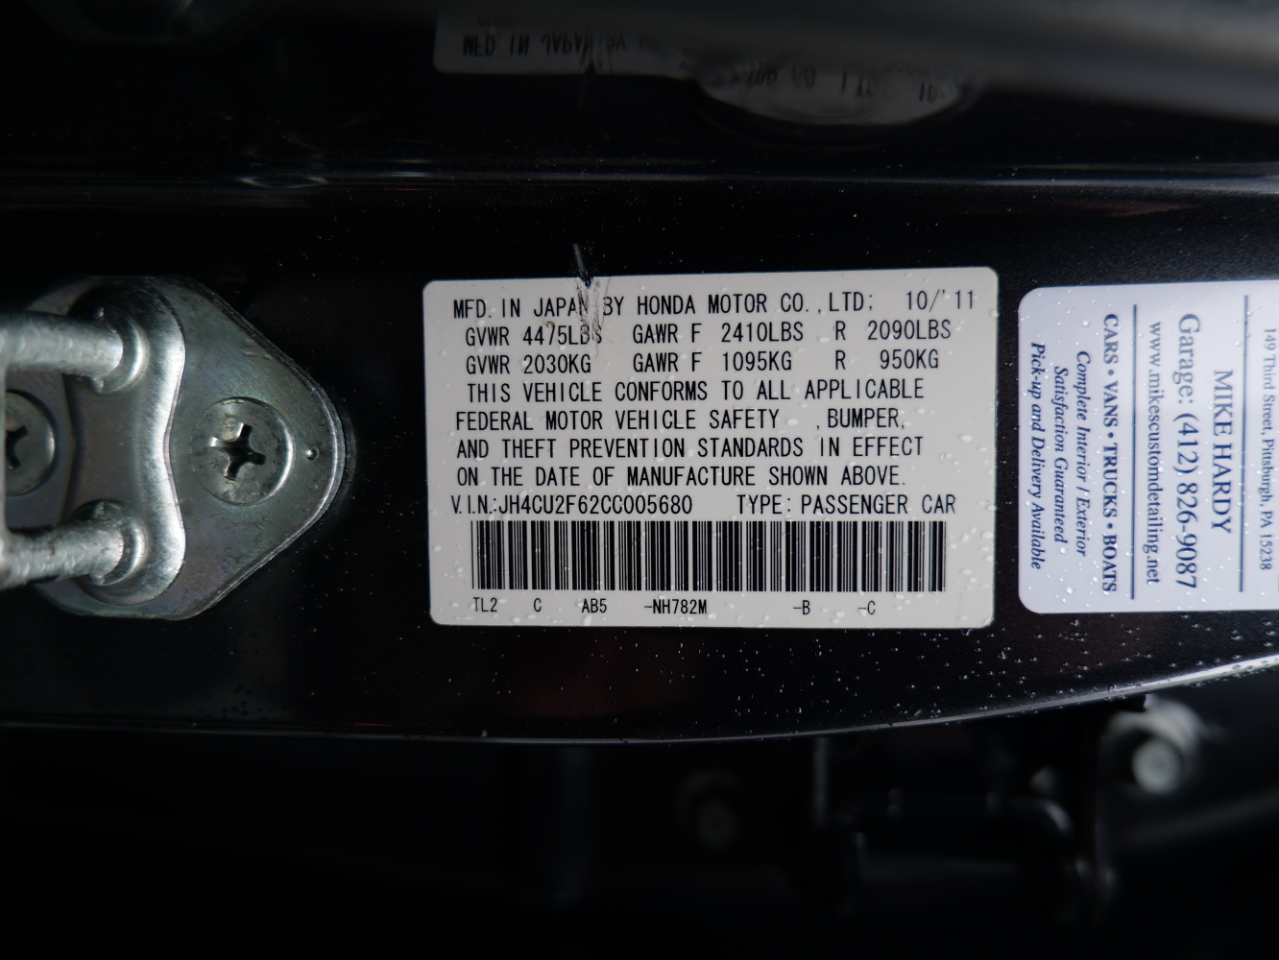 MFD. IN JAPAN BY HONDA MOTOR CO.,LTD; 10/'11
GVWR 4475LBS GAWR F 2410LBS R 2090LBS
GVWR 2030KG GAWR F 1095KG R 950KG
THIS VEHICLE CONFORMS TO ALL APPLICABLE
FEDERAL MOTOR VEHICLE SAFETY ,BUMPER,
AND THEFT PREVENTION STANDARDS IN EFFECT
ON THE DATE OF MANUFACTURE SHOWN ABOVE.
V.I.N.:JH4CU2F62CC005680 TYPE: PASSENGER CAR
TL2 C AB5 -NH782M -B -C
149 Third Street, Pittsburgh, PA 15238
MIKE HARDY
Garage: (412) 826-9087
www.mikescustomdetailing.net
CARS • VANS • TRUCKS • BOATS
Complete Interior / Exterior
Satisfaction Guaranteed
Pick-up and Delivery Available